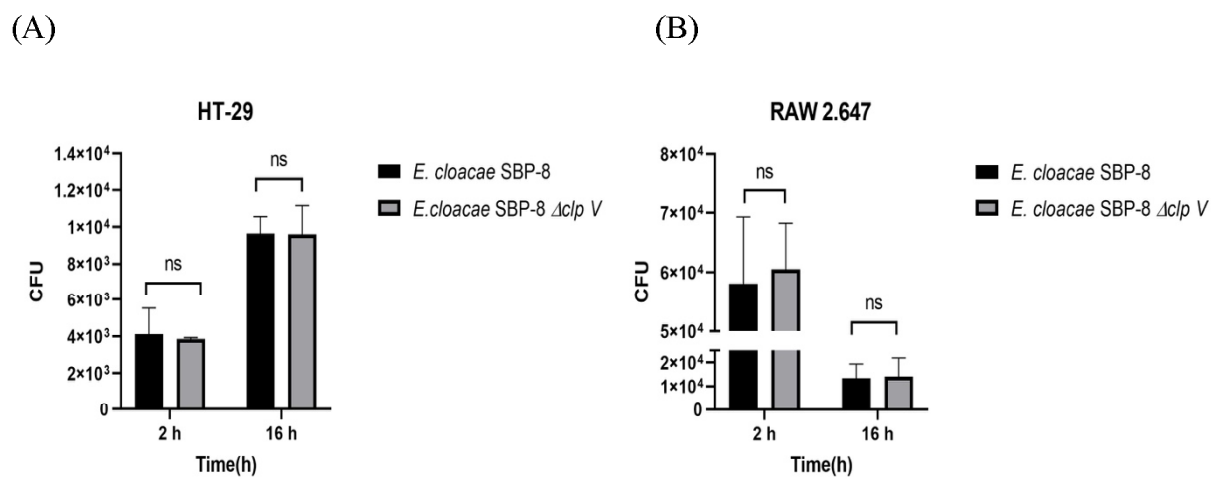 (A)
(B)
HT-29
1.4×10⁴
1.2×10⁴
1×10⁴
8×10³
6×10³
4×10³
2×10³
0
CFU
ns
ns
2 h
16 h
Time(h)
E. cloacae SBP-8
E.cloacae SBP-8 Δclp V
RAW 2.647
8×10⁴
7×10⁴
6×10⁴
5×10⁴
2×10⁴
1×10⁴
0
CFU
ns
ns
2 h
16 h
Time(h)
E. cloacae SBP-8
E. cloacae SBP-8 Δclp V